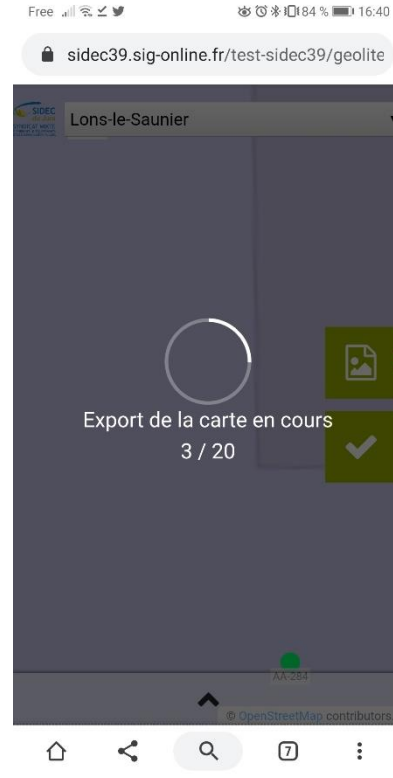 Free 84 % 16:40
sidec39.sig-online.fr/test-sidec39/geolite
SIDEC
Lons-le-Saunier
Export de la carte en cours
3 / 20
AA-284
© OpenStreetMap contributors
7